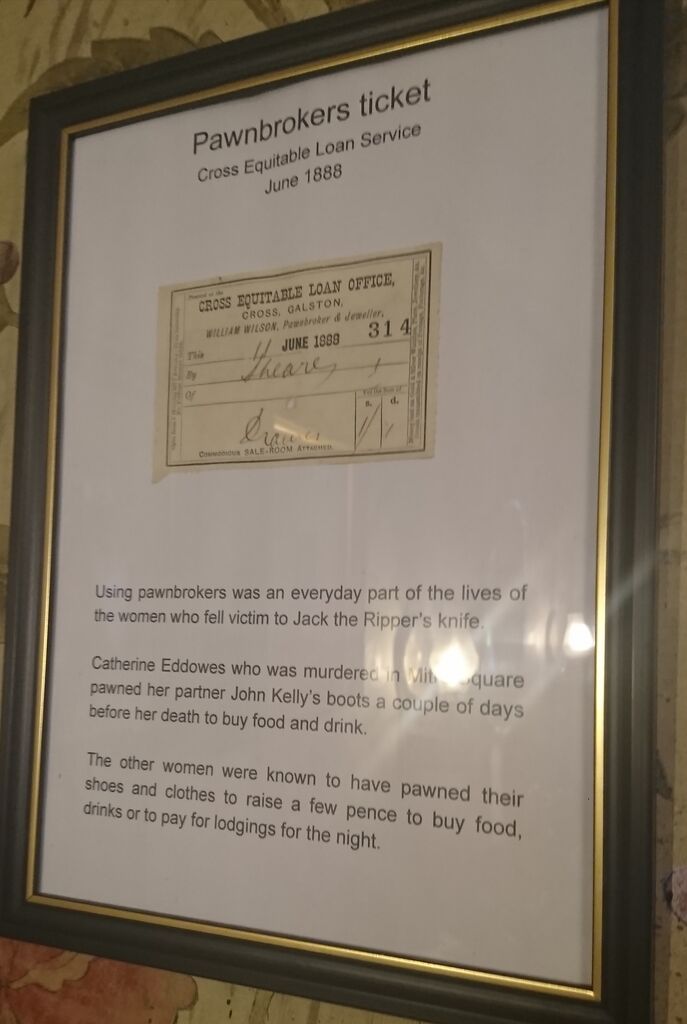 Pawnbrokers ticket
Cross Equitable Loan Service
June 1888
CROSS EQUITABLE LOAN OFFICE,
CROSS, GALSTON,
WILLIAM WILSON, Pawnbroker & Jeweller,
This 11 JUNE 1888 314
By Sheare
Of
s. d.
COMMODIOUS SALE-ROOM ATTACHED.
Using pawnbrokers was an everyday part of the lives of
the women who fell victim to Jack the Ripper's knife.
Catherine Eddowes who was murdered in Square
pawned her partner John Kelly's boots a couple of days
before her death to buy food and drink.
The other women were known to have pawned their
shoes and clothes to raise a few pence to buy food,
drinks or to pay for lodgings for the night.